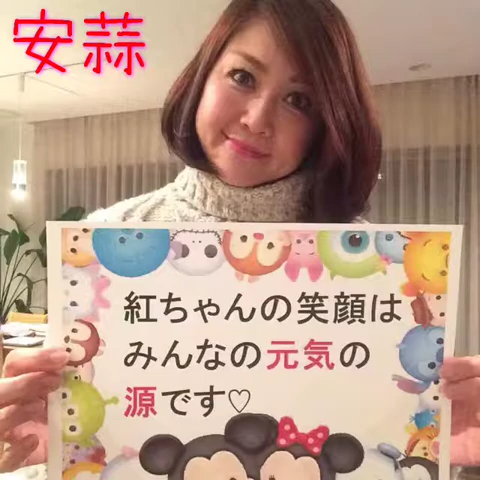 安蒜
紅ちゃんの笑顔は
みんなの元気の
源です♡